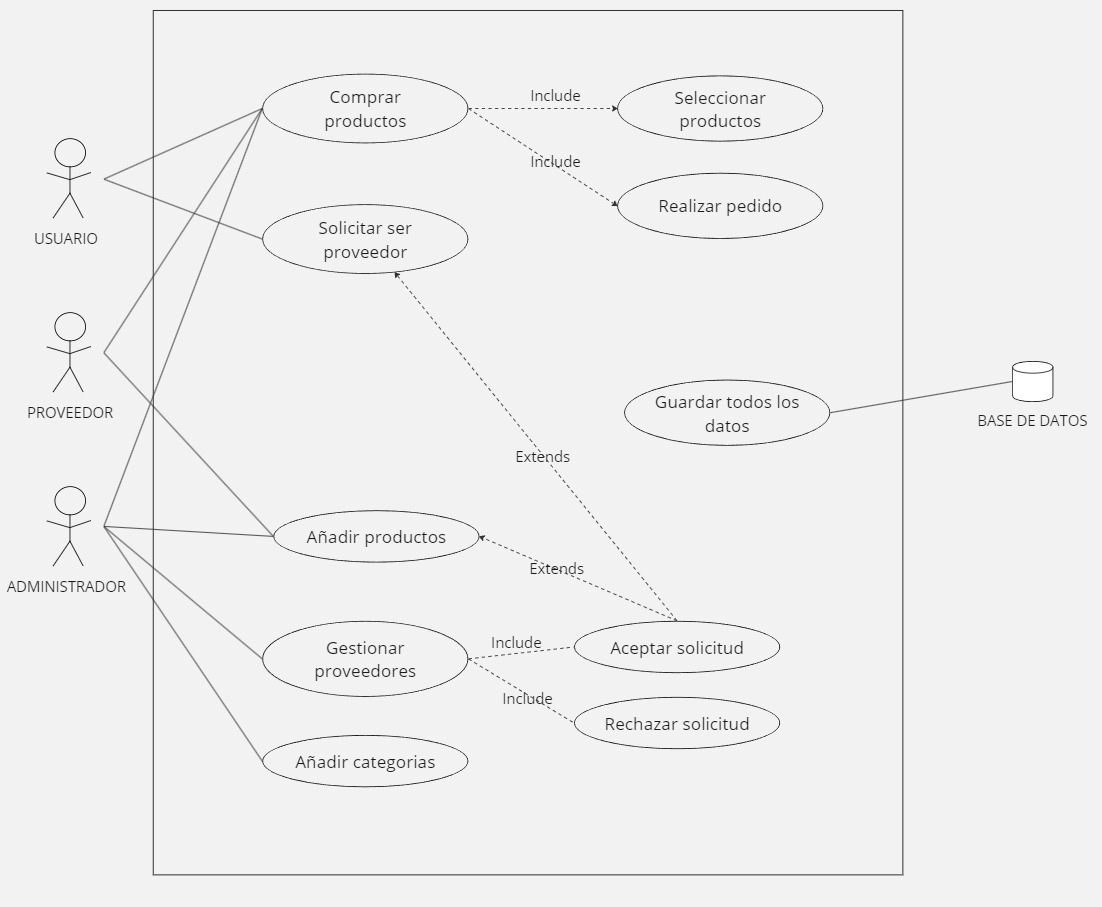 Comprar
productos
Include
Seleccionar
productos
Include
Realizar pedido
USUARIO
Solicitar ser
proveedor
PROVEEDOR
Guardar todos los
datos
BASE DE DATOS
Extends
Añadir productos
Extends
ADMINISTRADOR
Gestionar
proveedores
Include
Aceptar solicitud
Include
Rechazar solicitud
Añadir categorias